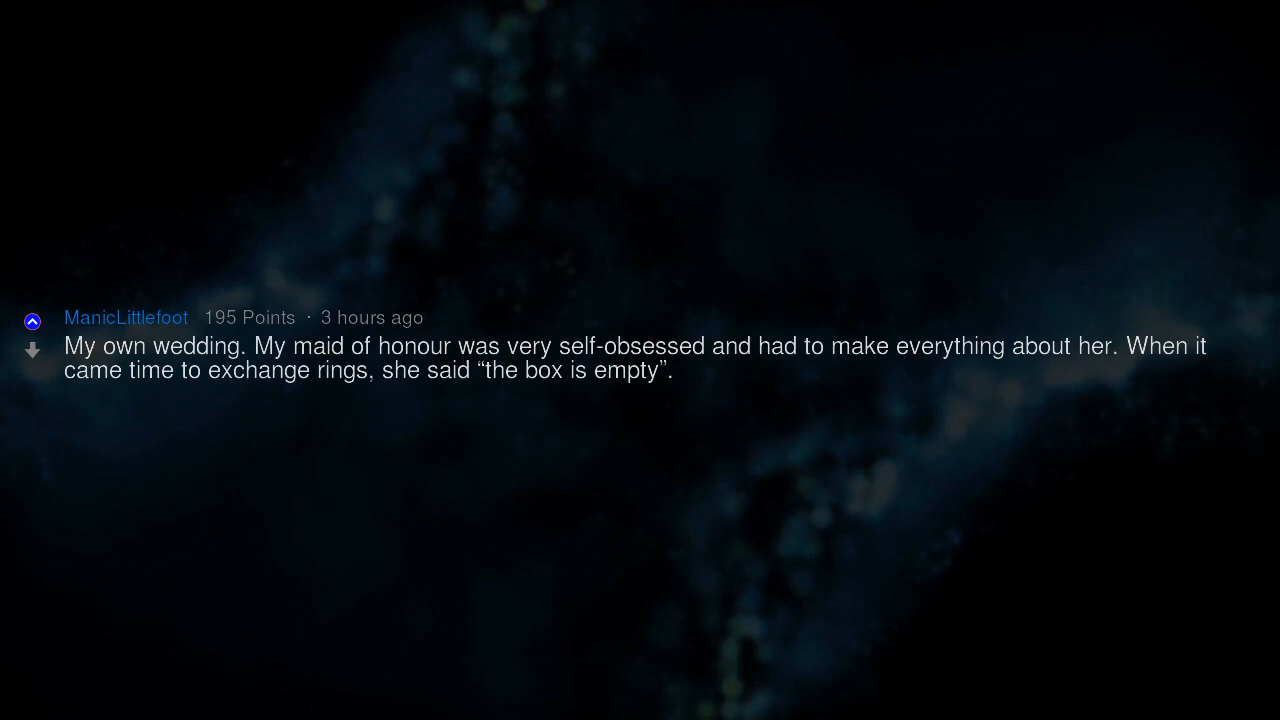 ManicLittlefoot 195 Points · 3 hours ago
My own wedding. My maid of honour was very self-obsessed and had to make everything about her. When it
came time to exchange rings, she said “the box is empty”.